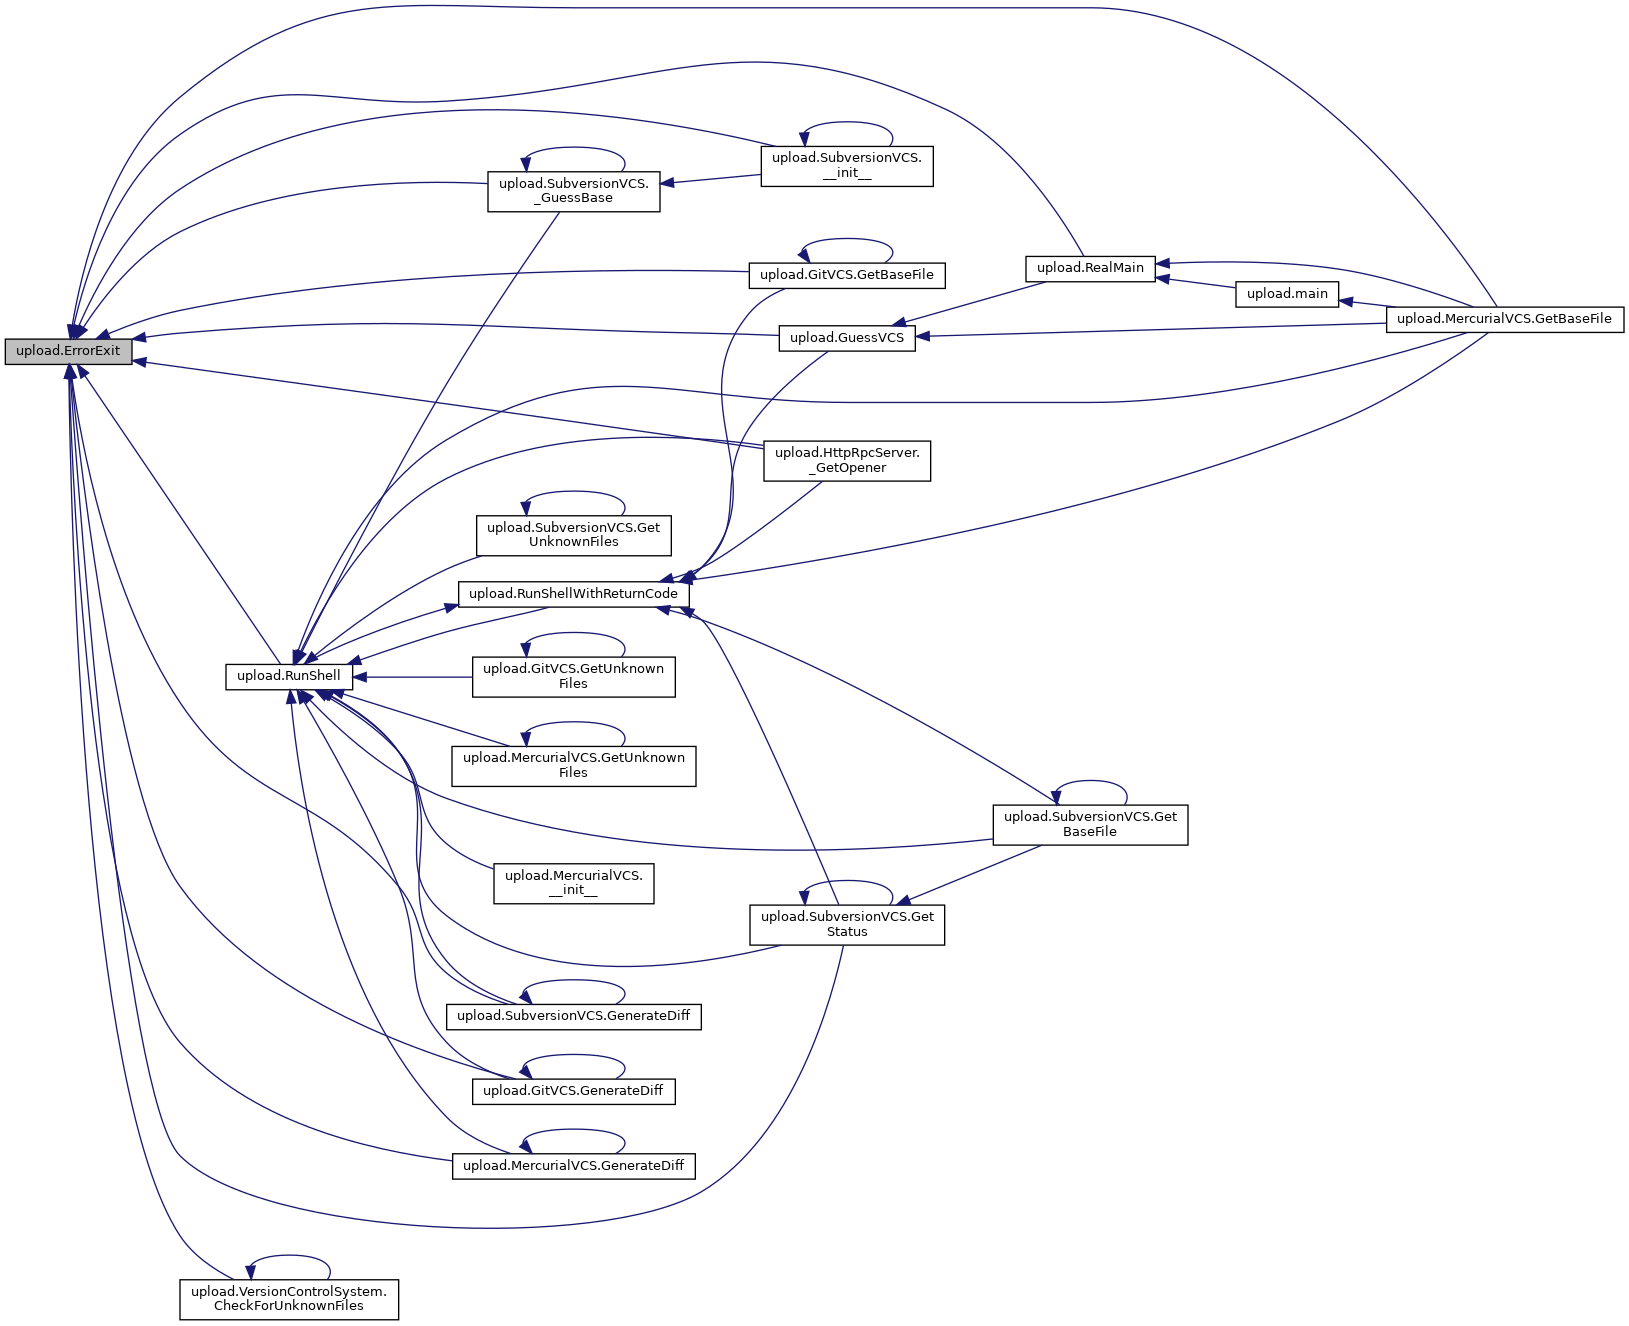 upload.SubversionVCS.
__init__
upload.SubversionVCS.
_GuessBase
upload.GitVCS.GetBaseFile
upload.RealMain
upload.main
upload.MercurialVCS.GetBaseFile
upload.GuessVCS
upload.ErrorExit
upload.HttpRpcServer.
_GetOpener
upload.SubversionVCS.Get
UnknownFiles
upload.RunShellWithReturnCode
upload.RunShell
upload.GitVCS.GetUnknown
Files
upload.MercurialVCS.GetUnknown
Files
upload.SubversionVCS.Get
BaseFile
upload.MercurialVCS.
__init__
upload.SubversionVCS.Get
Status
upload.SubversionVCS.GenerateDiff
upload.GitVCS.GenerateDiff
upload.MercurialVCS.GenerateDiff
upload.VersionControlSystem.
CheckForUnknownFiles